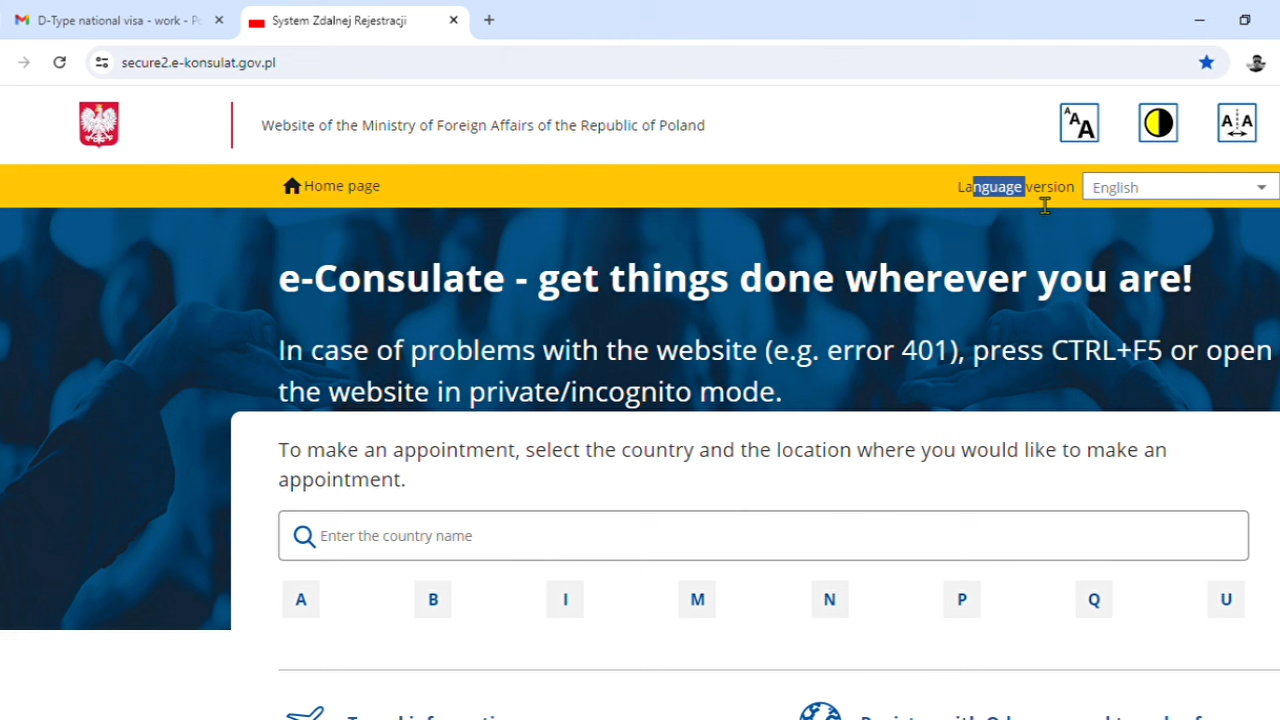 D-Type national visa - work - Po
System Zdalnej Rejestracji
secure2.e-konsulat.gov.pl
Website of the Ministry of Foreign Affairs of the Republic of Poland
A A A
A A
Home page
Language version
English
e-Consulate - get things done wherever you are!
In case of problems with the website (e.g. error 401), press CTRL+F5 or open
the website in private/incognito mode.
To make an appointment, select the country and the location where you would like to make an
appointment.
Enter the country name
A B I M N P Q U
Travel information